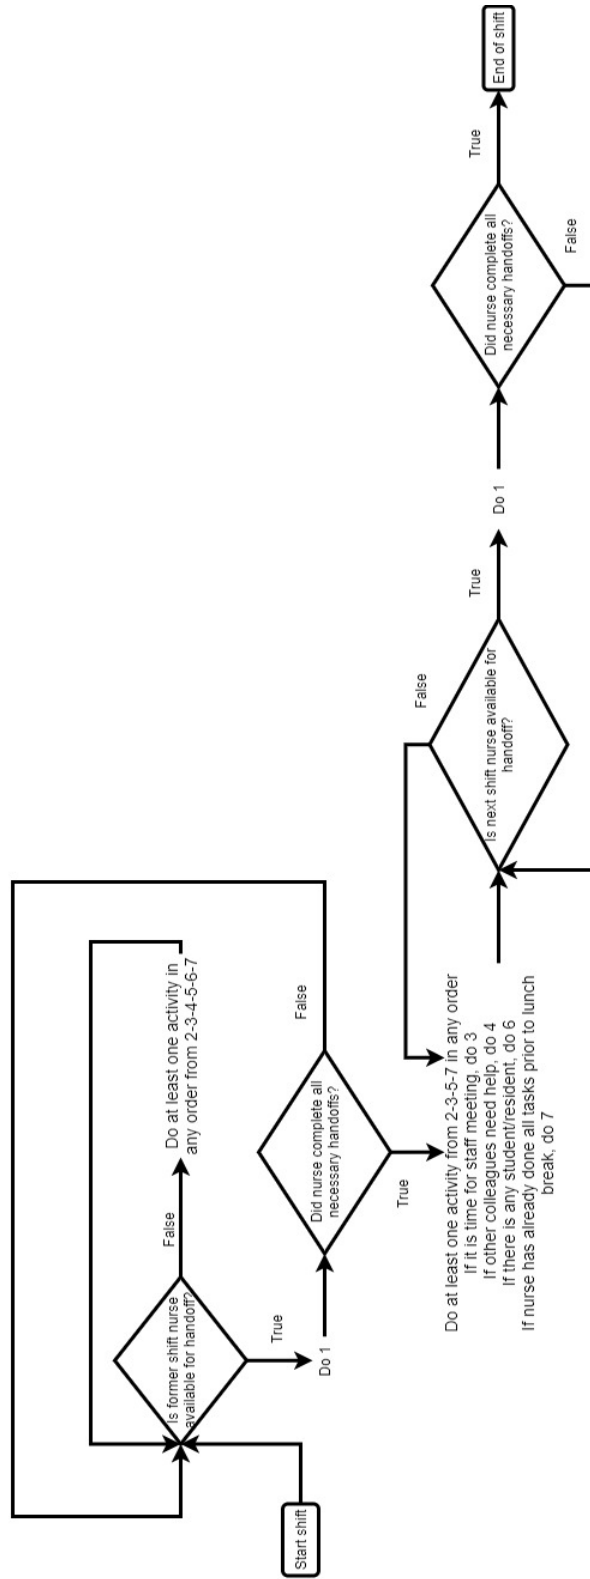 Start shift
Is former shift nurse
available for handoff?
False
Do at least one activity in
any order from 2-3-4-5-6-7
True
Do 1
Did nurse complete all
necessary handoffs?
False
True
Do at least one activity from 2-3-5-7 in any order
If it is time for staff meeting, do 3
If other colleagues need help, do 4
If there is any student/resident, do 6
If nurse has already done all tasks prior to lunch
break, do 7
Is next shift nurse available for
handoff?
False
True
Do 1
Did nurse complete all
necessary handoffs?
True
False
End of shift